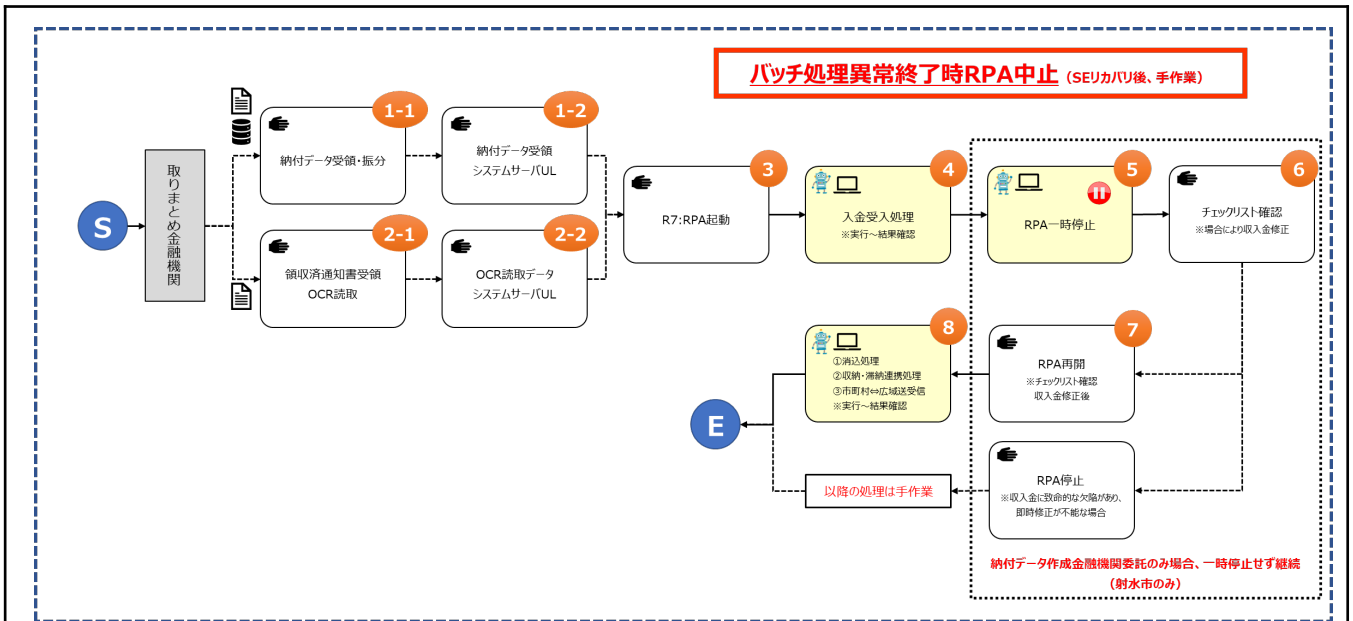 バッチ処理異常終了時RPA中止 (SEリカバリ後、手作業)
S
取りまとめ金融機関
1-1
納付データ受領・振分
1-2
納付データ受領
システムサーバUL
2-1
領収済通知書受領
OCR読取
2-2
OCR読取データ
システムサーバUL
3
R7:RPA起動
4
入金受入処理
※実行～結果確認
5
RPA一時停止
6
チェックリスト確認
※場合により収入金修正
7
RPA再開
※チェックリスト確認
収入金修正後
8
①消込処理
②収納・滞納連携処理
③市町村⇔広域送受信
※実行～結果確認
E
RPA停止
※収入金に致命的な欠陥があり、
即時修正が不能な場合
以降の処理は手作業
納付データ作成金融機関委託のみ場合、一時停止せず継続
(射水市のみ)